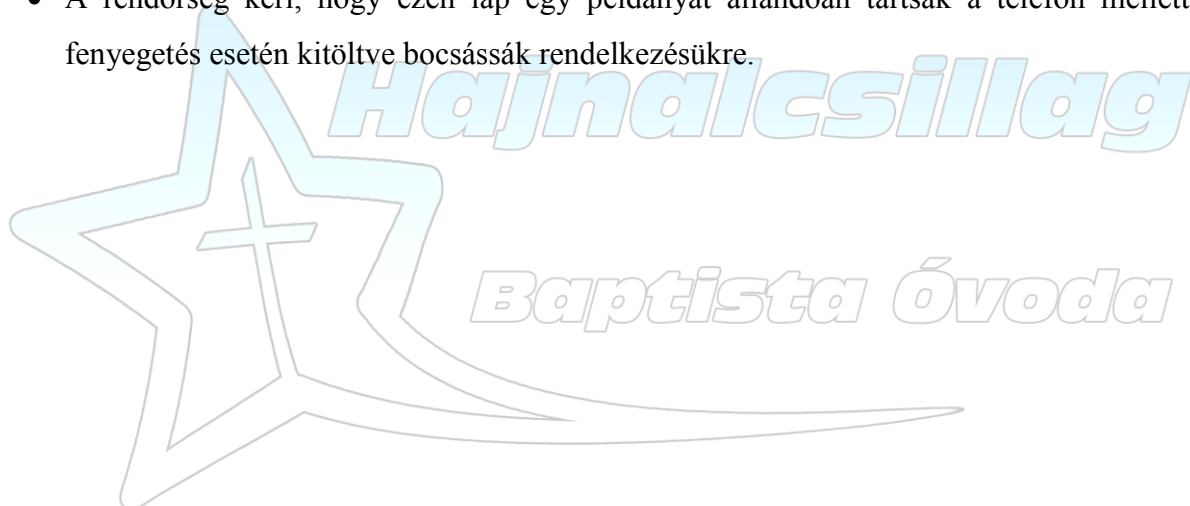 • A rendőrség kéri, hogy ezen lap egy példányát állandóan tartsák a telefon mellett
fenyegetés esetén kitöltve bocsássák rendelkezésükre.
Hajnalcsillag
Baptista Óvoda